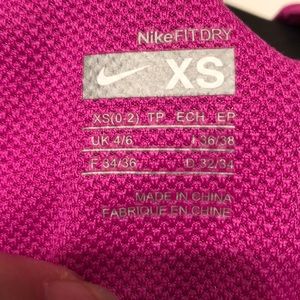 NikeFITDRY
XS
XS(0-2) TP ECH EP
UK 4/6 I 36/38
F 34/36 D 32/34
MADE IN CHINA
FABRIQUE EN CHINE